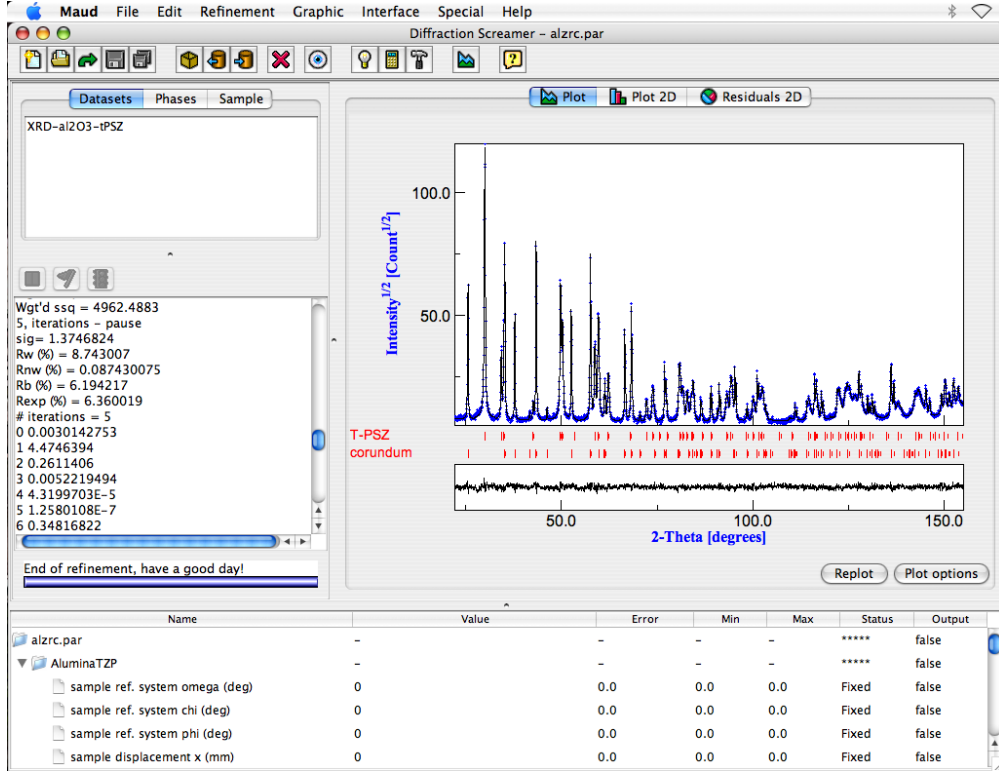 Maud File Edit Refinement Graphic Interface Special Help
Diffraction Screamer – alzrc.par
Datasets Phases Sample
XRD-al2O3-tPSZ
Wgt'd ssq = 4962.4883
5, iterations - pause
sig= 1.3746824
Rw (%) = 8.743007
Rnw (%) = 0.087430075
Rb (%) = 6.194217
Rexp (%) = 6.360019
# iterations = 5
0 0.0030142753
1 4.4746394
2 0.2611406
3 0.0052219494
4 4.3199703E-5
5 1.2580108E-7
6 0.34816822
End of refinement, have a good day!
Plot Plot 2D Residuals 2D
100.0
50.0
Intensity^1/2 [Count^1/2]
T-PSZ
corundum
50.0 100.0 150.0
2-Theta [degrees]
Replot Plot options
Name Value Error Min Max Status Output
alzrc.par – – – – ***** false
AluminaTZP – – – – ***** false
sample ref. system omega (deg) 0 0.0 0.0 0.0 Fixed false
sample ref. system chi (deg) 0 0.0 0.0 0.0 Fixed false
sample ref. system phi (deg) 0 0.0 0.0 0.0 Fixed false
sample displacement x (mm) 0 0.0 0.0 0.0 Fixed false